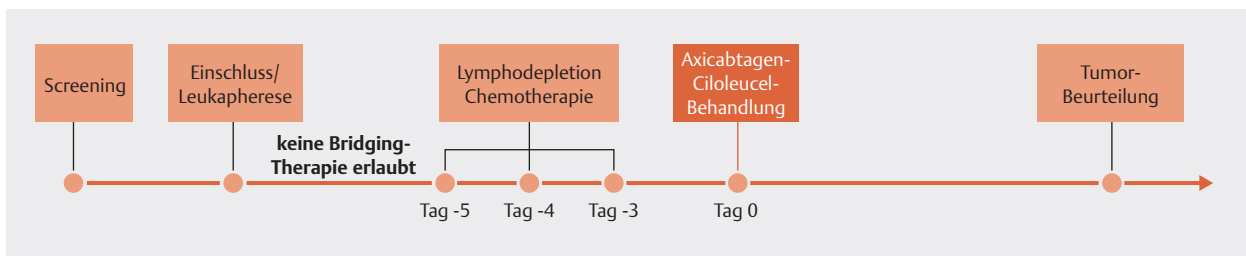 Screening
Einschluss/
Leukapherese
keine Bridging-
Therapie erlaubt
Lymphodepletion
Chemotherapie
Axicabtagen-
Ciloleucel-
Behandlung
Tumor-
Beurteilung
Tag -5
Tag -4
Tag -3
Tag 0